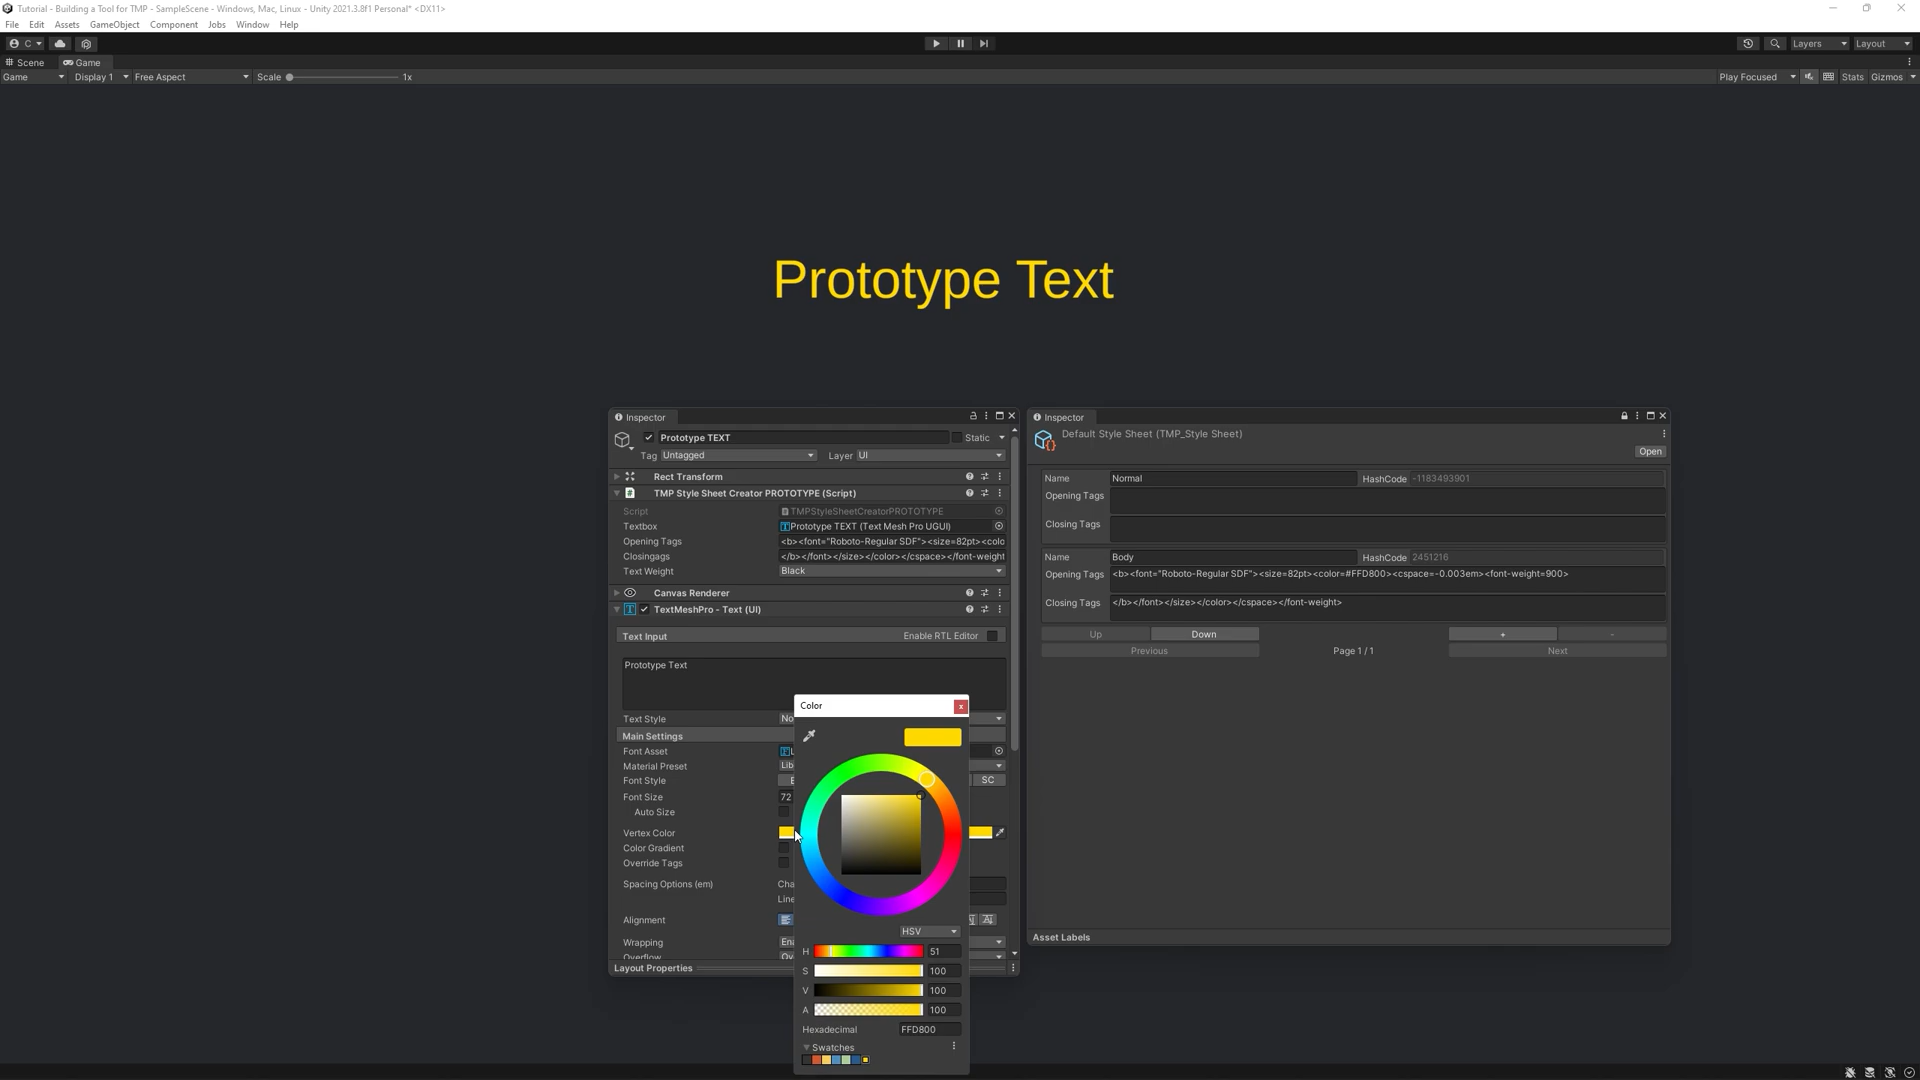 Tutorial - Building a Tool for TMP - SampleScene - Windows, Mac, Linux - Unity 2021.3.8f1 Personal* <DX11>
File Edit Assets GameObject Component Jobs Window Help
C Layers Layout
Scene Game
Game Display 1 Free Aspect Scale 1x Play Focused Stats Gizmos
Prototype Text
Inspector
Prototype TEXT Static
Tag Untagged Layer UI
Rect Transform
TMP Style Sheet Creator PROTOTYPE (Script)
Script TMPStyleSheetCreatorPROTOTYPE
Textbox Prototype TEXT (Text Mesh Pro UGUI)
Opening Tags <b><font="Roboto-Regular SDF"><size=82pt><colo
Closingags </b></font></size></color></cspace></font-weight
Text Weight Black
Canvas Renderer
TextMeshPro - Text (UI)
Text Input Enable RTL Editor
Prototype Text
Text Style No
Main Settings
Font Asset L
Material Preset Lib
Font Style B SC
Font Size 72
Auto Size
Vertex Color
Color Gradient
Override Tags
Spacing Options (em) Cha
Line
Alignment
Wrapping Ena
Overflow Ov
Layout Properties
Color x
HSV
H 51
S 100
V 100
A 100
Hexadecimal FFD800
Swatches
Inspector
Default Style Sheet (TMP_Style Sheet)
Open
Name Normal HashCode -1183493901
Opening Tags
Closing Tags
Name Body HashCode 2451216
Opening Tags <b><font="Roboto-Regular SDF"><size=82pt><color=#FFD800><cspace=-0.003em><font-weight=900>
Closing Tags </b></font></size></color></cspace></font-weight>
Up Down + -
Previous Page 1 / 1 Next
Asset Labels